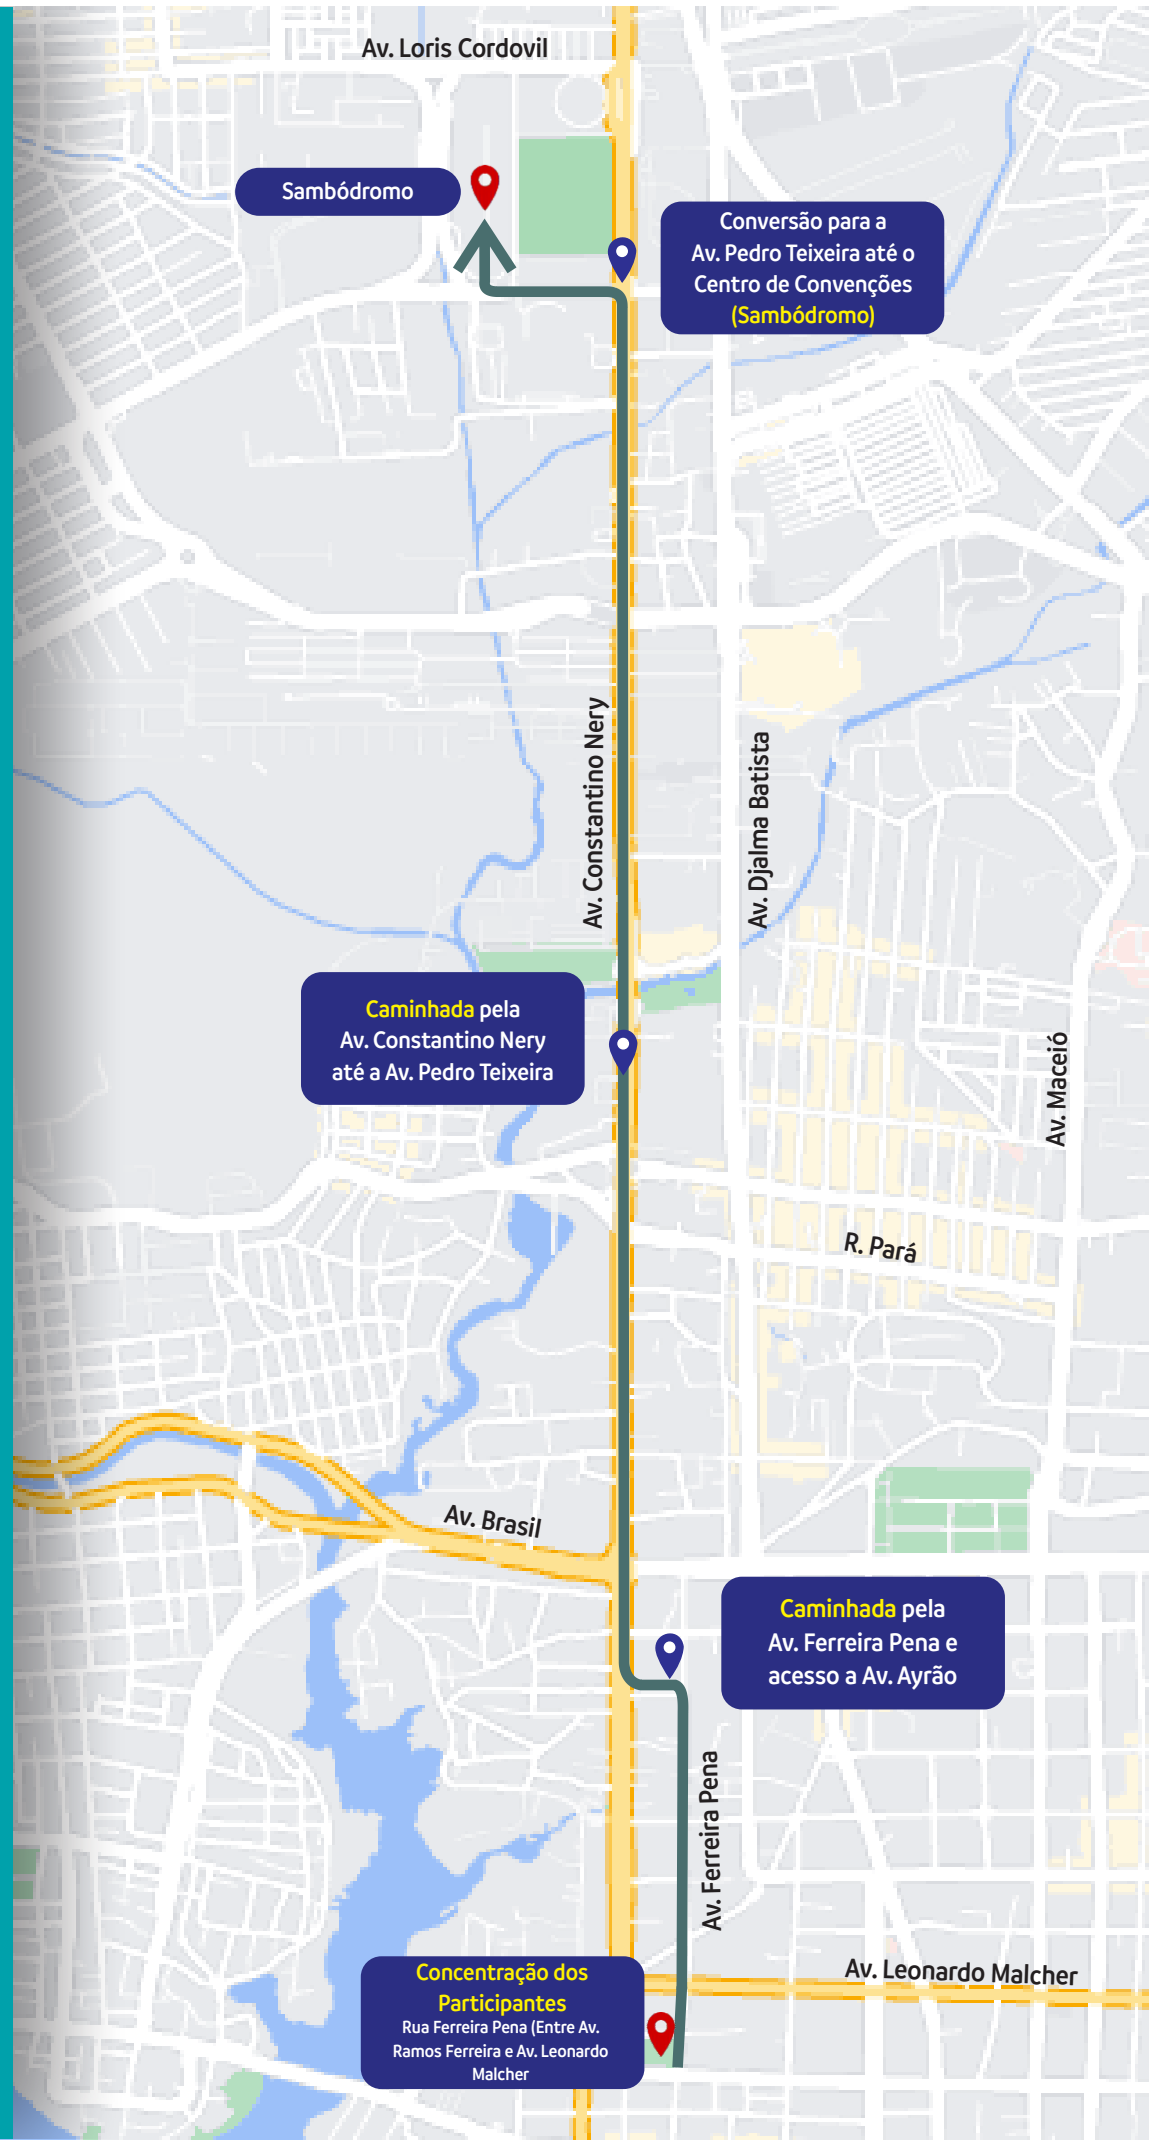 Av. Loris Cordovil
Sambódromo
Conversão para a
Av. Pedro Teixeira até o
Centro de Convenções
(Sambódromo)
Av. Constantino Nery
Av. Djalma Batista
Caminhada pela
Av. Constantino Nery
até a Av. Pedro Teixeira
Av. Maceió
R. Pará
Av. Brasil
Caminhada pela
Av. Ferreira Pena e
acesso a Av. Ayrão
Av. Ferreira Pena
Av. Leonardo Malcher
Concentração dos
Participantes
Rua Ferreira Pena (Entre Av.
Ramos Ferreira e Av. Leonardo
Malcher